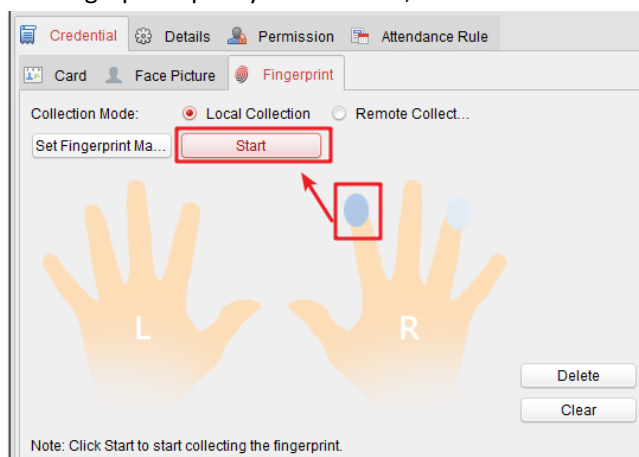 Credential Details Permission Attendance Rule
Card Face Picture Fingerprint
Collection Mode: Local Collection Remote Collect...
Set Fingerprint Ma... Start
L R
Delete
Clear
Note: Click Start to start collecting the fingerprint.